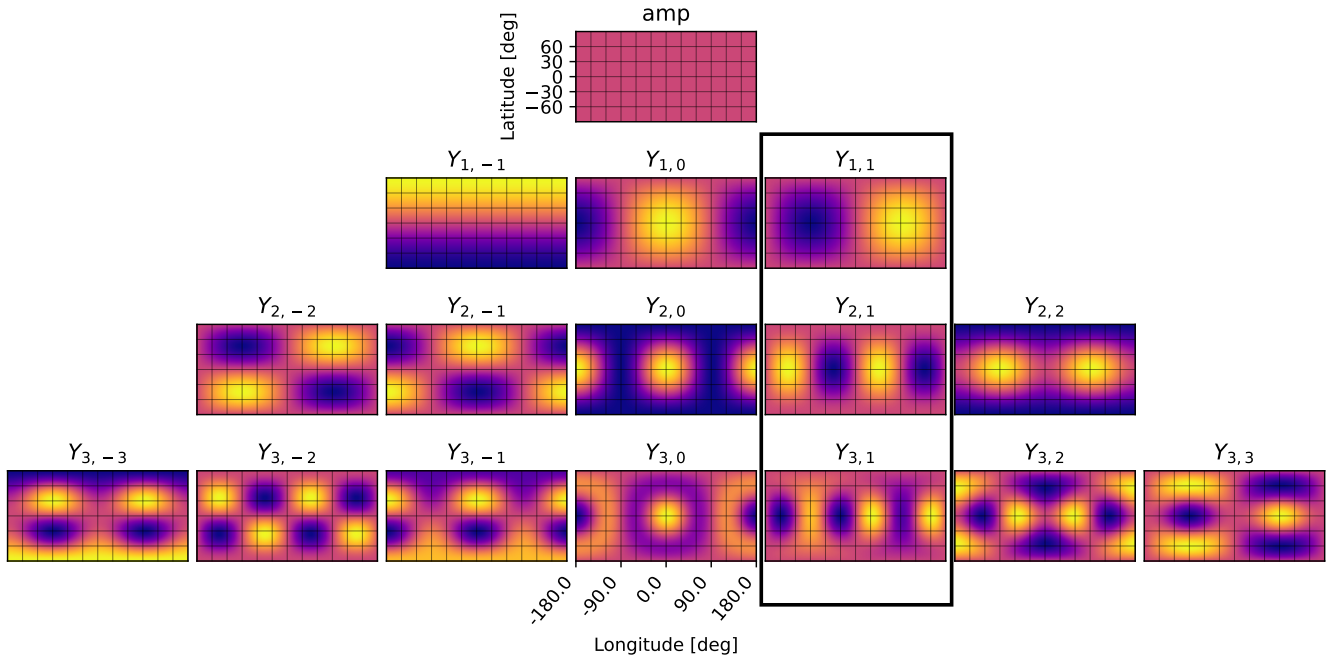 amp
Latitude [deg]
60
30
0
−30
−60
Y1, −1
Y1, 0
Y1, 1
Y2, −2
Y2, −1
Y2, 0
Y2, 1
Y2, 2
Y3, −3
Y3, −2
Y3, −1
Y3, 0
Y3, 1
Y3, 2
Y3, 3
-180.0
-90.0
0.0
90.0
180.0
Longitude [deg]